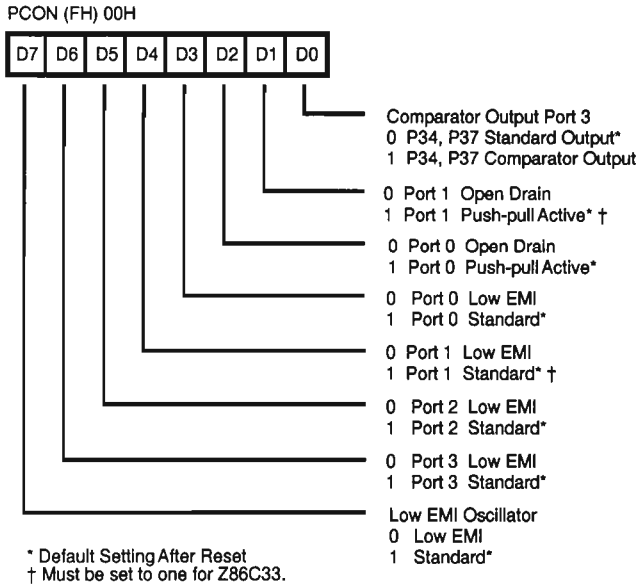 PCON (FH) 00H
D7 D6 D5 D4 D3 D2 D1 D0
Comparator Output Port 3
0 P34, P37 Standard Output*
1 P34, P37 Comparator Output
0 Port 1 Open Drain
1 Port 1 Push-pull Active* †
0 Port 0 Open Drain
1 Port 0 Push-pull Active*
0 Port 0 Low EMI
1 Port 0 Standard*
0 Port 1 Low EMI
1 Port 1 Standard* †
0 Port 2 Low EMI
1 Port 2 Standard*
0 Port 3 Low EMI
1 Port 3 Standard*
Low EMI Oscillator
0 Low EMI
1 Standard*
* Default Setting After Reset
† Must be set to one for Z86C33.